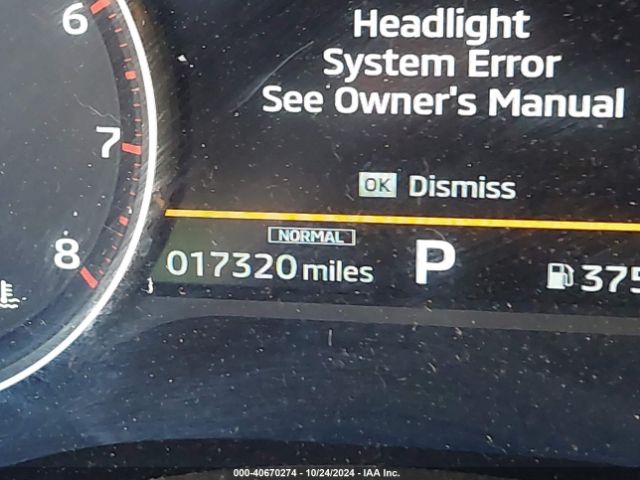 Headlight
System Error
See Owner's Manual
OK Dismiss
6
7
8
NORMAL
017320 miles
P
375
000-40670274 - 10/24/2024 - IAA Inc.